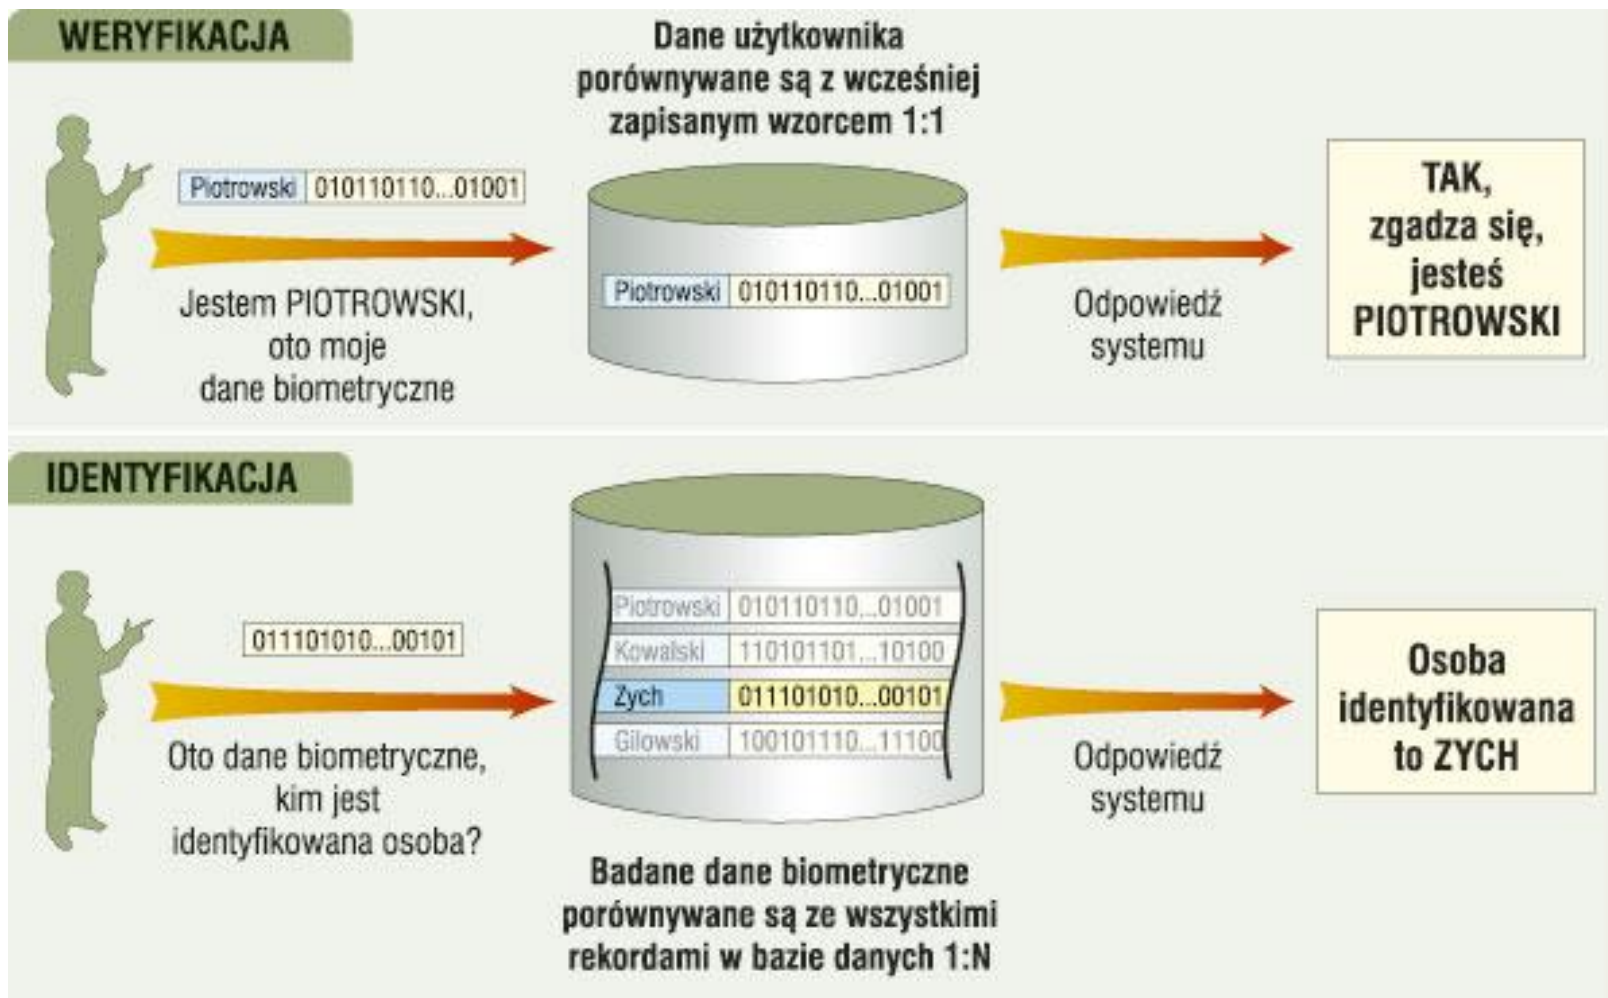 WERYFIKACJA
Dane użytkownika
porównywane są z wcześniej
zapisanym wzorcem 1:1
Piotrowski 010110110...01001
Jestem PIOTROWSKI,
oto moje
dane biometryczne
Piotrowski 010110110...01001
Odpowiedź
systemu
TAK,
zgadza się,
jesteś
PIOTROWSKI
IDENTYFIKACJA
011101010...00101
Oto dane biometryczne,
kim jest
identyfikowana osoba?
Piotrowski 010110110...01001
Kowalski 110101101...10100
Zych 011101010...00101
Gilowski 100101110...11100
Badane dane biometryczne
porównywane są ze wszystkimi
rekordami w bazie danych 1:N
Odpowiedź
systemu
Osoba
identyfikowana
to ZYCH